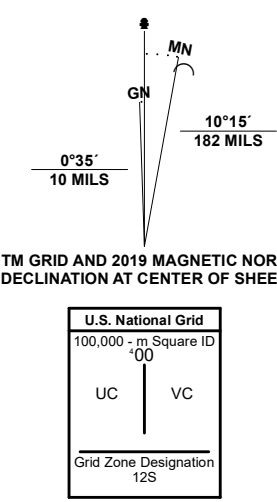 MN
GN
10°15´
182 MILS
0°35´
10 MILS
TM GRID AND 2019 MAGNETIC NOR
DECLINATION AT CENTER OF SHEE
U.S. National Grid
100,000 - m Square ID
⁴00
UC VC
Grid Zone Designation
12S